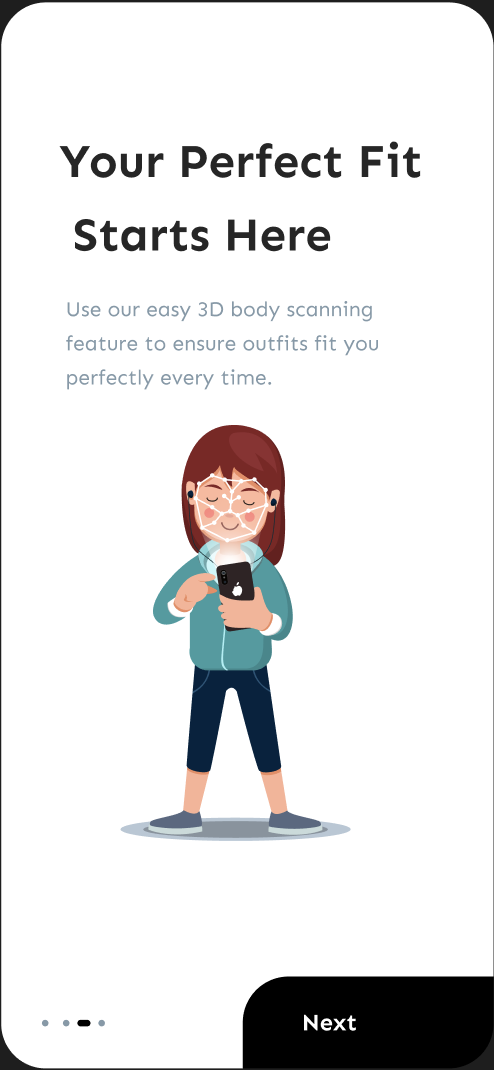 Your Perfect Fit
Starts Here
Use our easy 3D body scanning
feature to ensure outfits fit you
perfectly every time.
Next